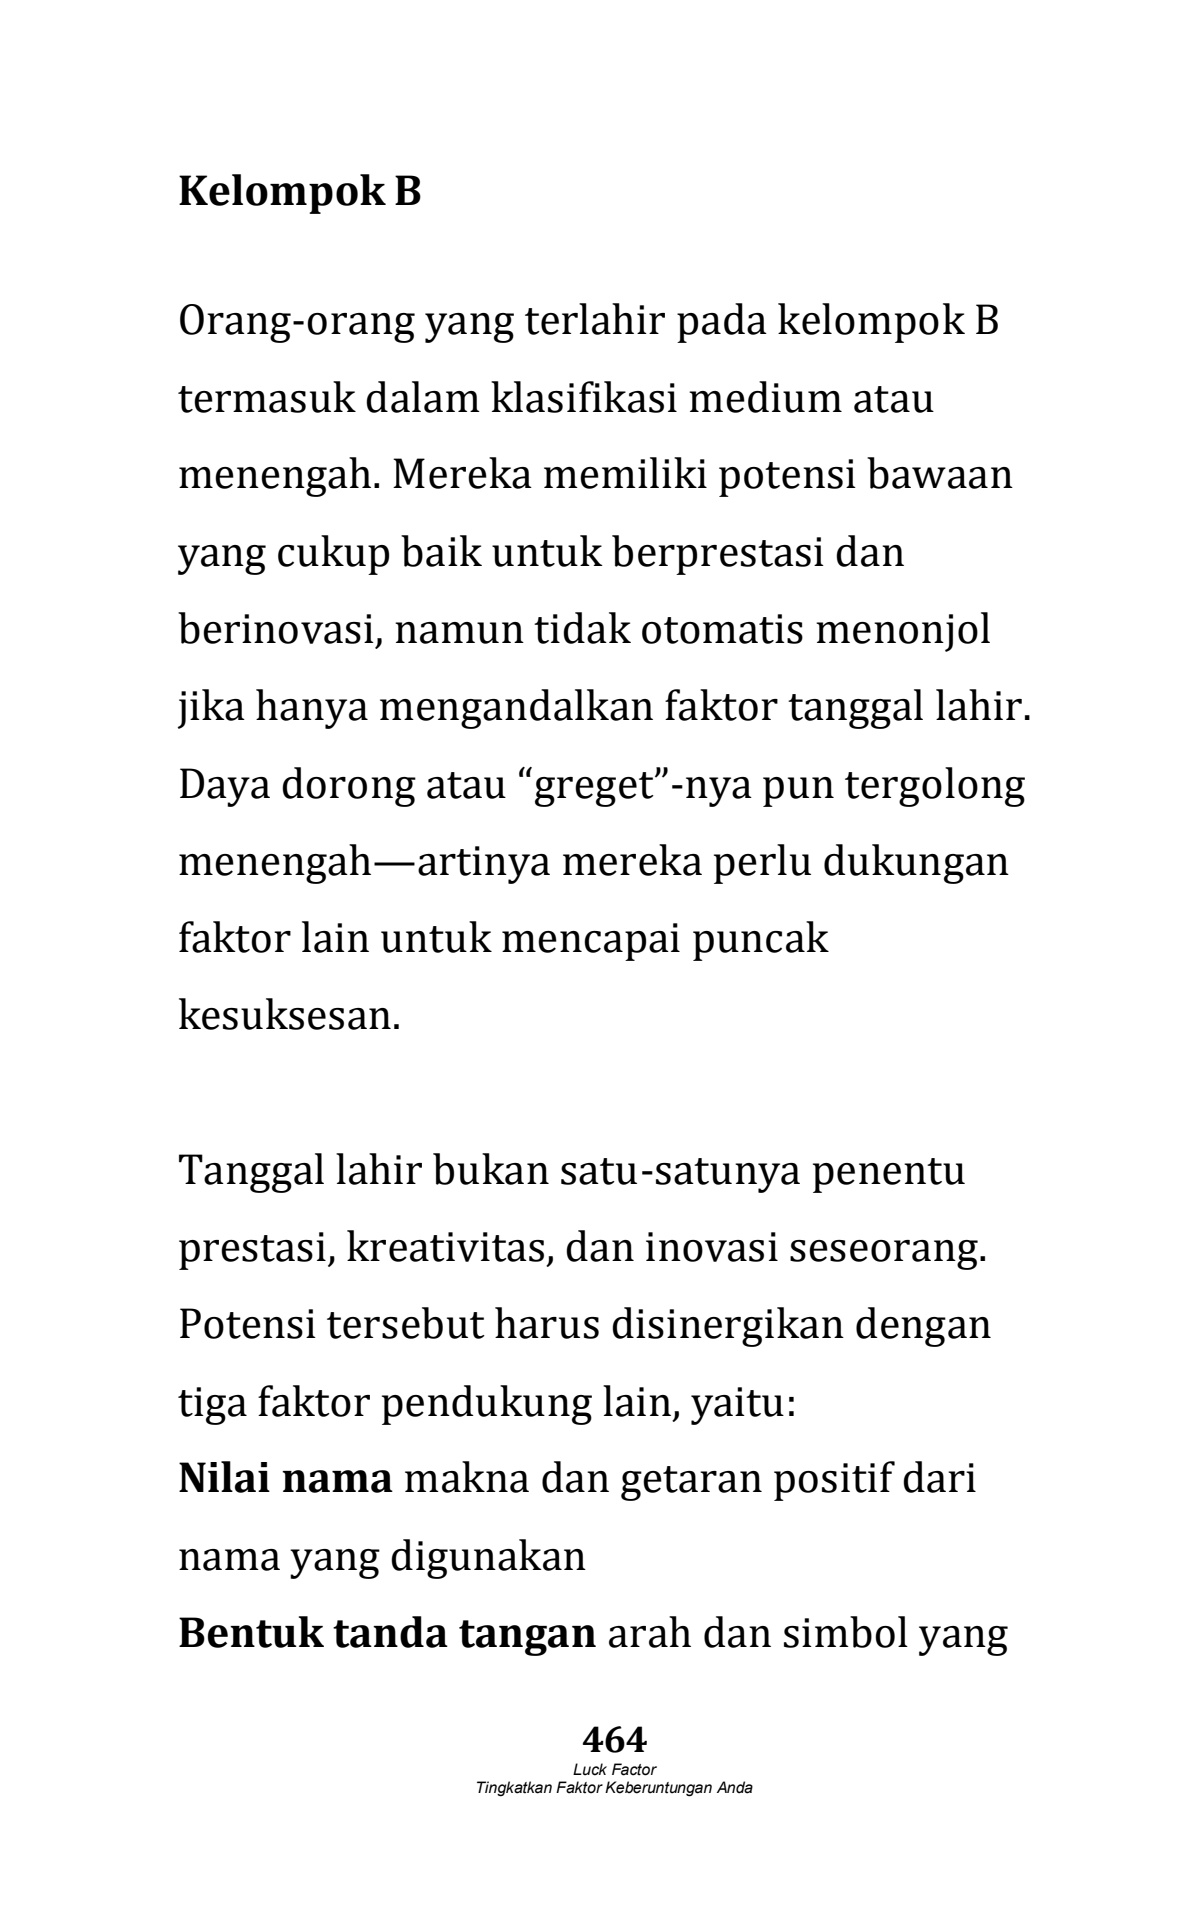 Kelompok B
Orang-orang yang terlahir pada kelompok B
termasuk dalam klasifikasi medium atau
menengah. Mereka memiliki potensi bawaan
yang cukup baik untuk berprestasi dan
berinovasi, namun tidak otomatis menonjol
jika hanya mengandalkan faktor tanggal lahir.
Daya dorong atau “greget”-nya pun tergolong
menengah—artinya mereka perlu dukungan
faktor lain untuk mencapai puncak
kesuksesan.
Tanggal lahir bukan satu-satunya penentu
prestasi, kreativitas, dan inovasi seseorang.
Potensi tersebut harus disinergikan dengan
tiga faktor pendukung lain, yaitu:
Nilai nama makna dan getaran positif dari
nama yang digunakan
Bentuk tanda tangan arah dan simbol yang
464
Luck Factor
Tingkatkan Faktor Keberuntungan Anda